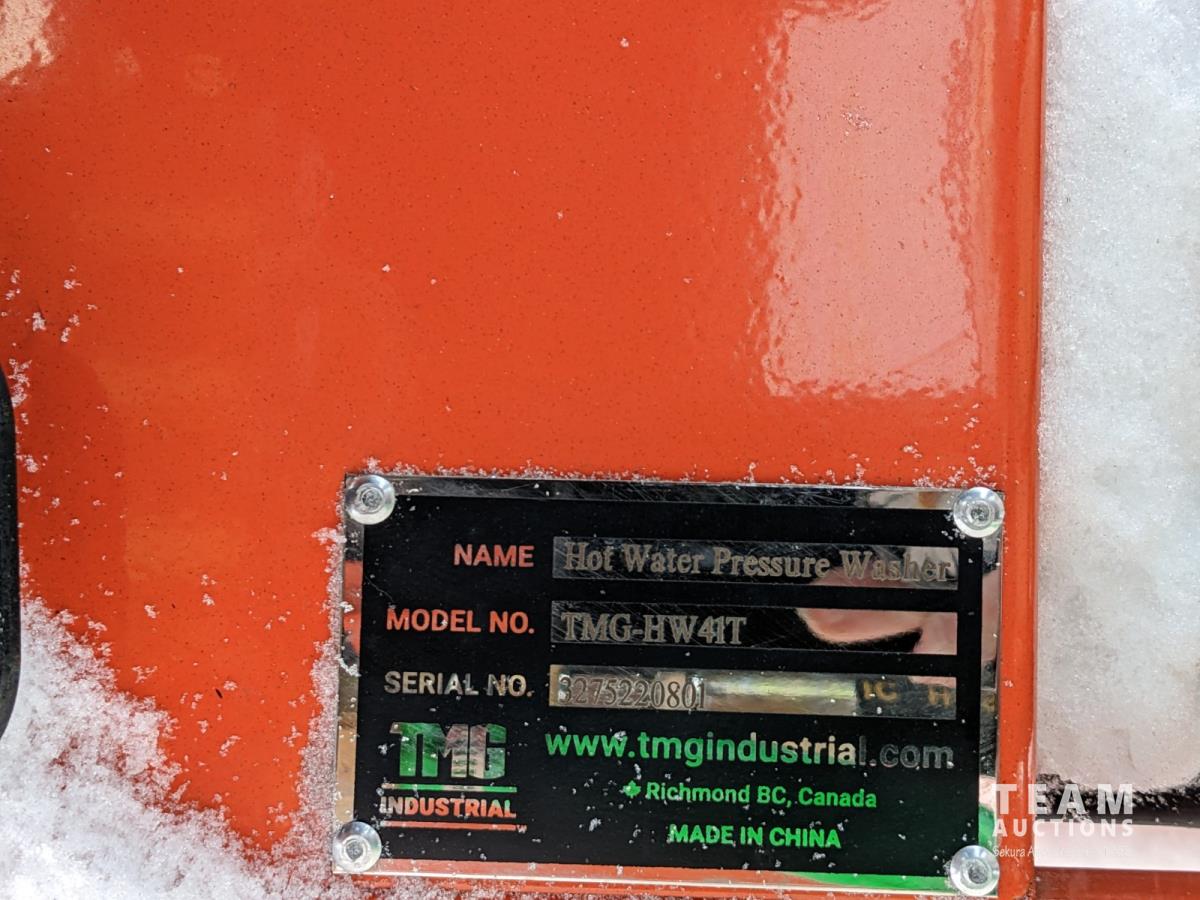 NAME Hot Water Pressure Washer
MODEL NO. TMG-HW41T
SERIAL NO. 3275220801
TMG
INDUSTRIAL
www.tmgindustrial.com
Richmond BC, Canada
MADE IN CHINA
TEAM
AUCTIONS
Sekura